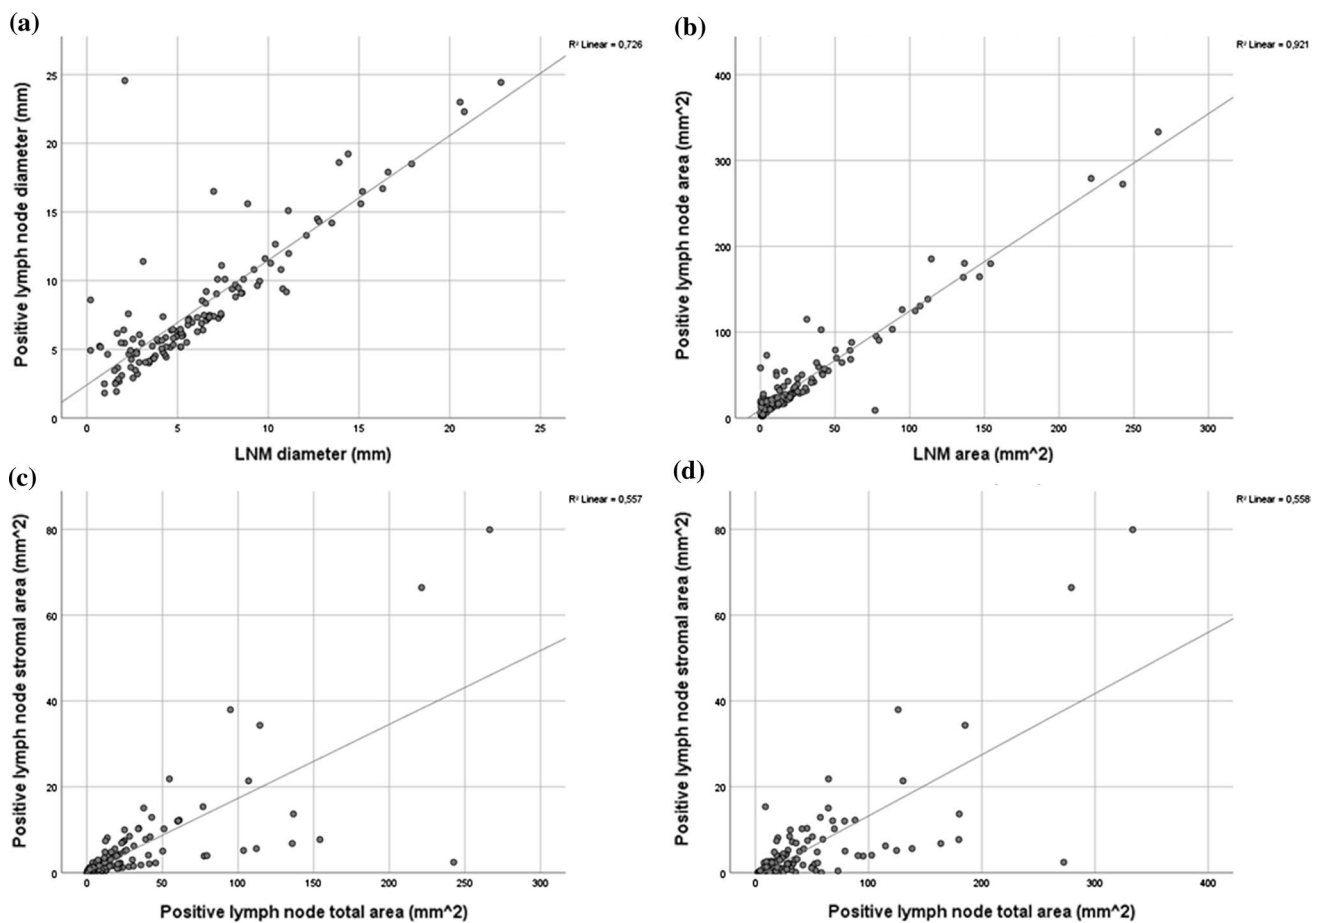 (a)
R² Linear = 0,726
Positive lymph node diameter (mm)
25
20
15
10
5
0
0 5 10 15 20 25
LNM diameter (mm)
(b)
R² Linear = 0,921
Positive lymph node area (mm^2)
400
300
200
100
0
0 50 100 150 200 250 300
LNM area (mm^2)
(c)
R² Linear = 0,557
Positive lymph node stromal area (mm^2)
80
60
40
20
0
0 50 100 150 200 250 300
Positive lymph node total area (mm^2)
(d)
R² Linear = 0,558
Positive lymph node stromal area (mm^2)
80
60
40
20
0
0 100 200 300 400
Positive lymph node total area (mm^2)